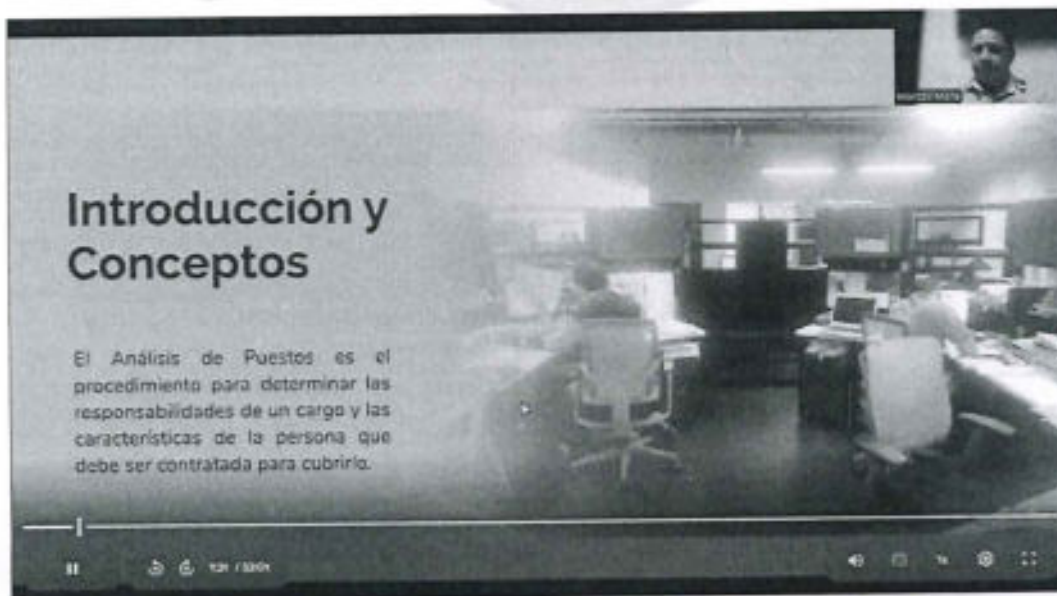 Introducción y
Conceptos
El Análisis de Puestos es el
procedimiento para determinar las
responsabilidades de un cargo y las
características de la persona que
debe ser contratada para cubrirlo.